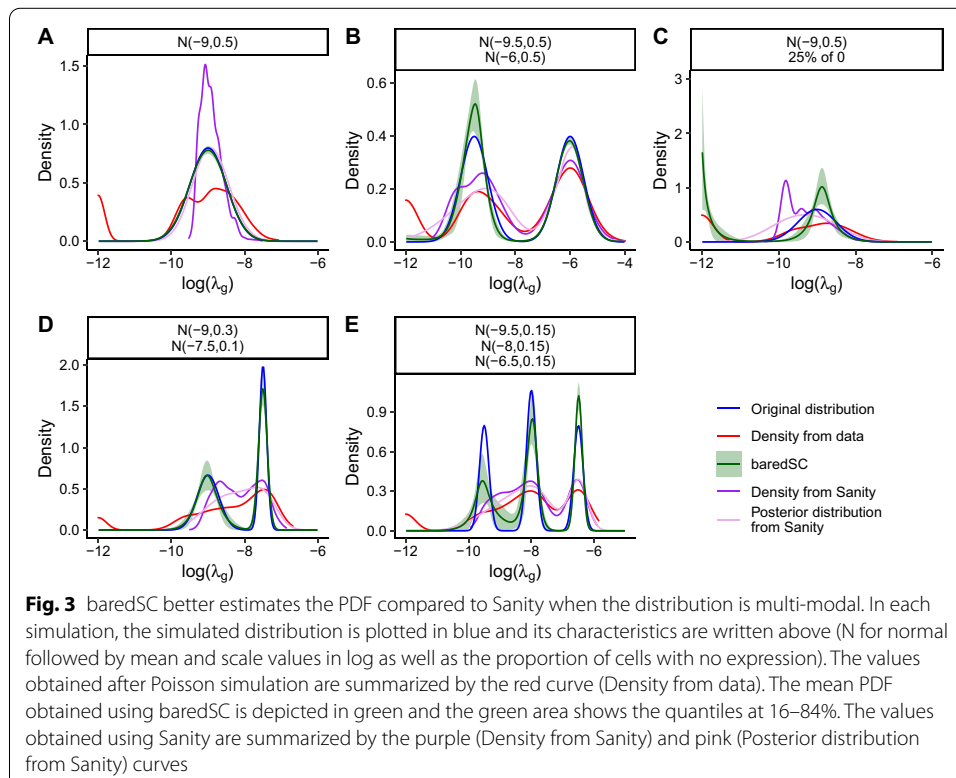 A
N(−9,0.5)
1.5
1.0
0.5
0.0
Density
−12
−10
−8
−6
log(λg)
B
N(−9.5,0.5)
N(−6,0.5)
0.6
0.4
0.2
0.0
Density
−12
−10
−8
−6
−4
log(λg)
C
N(−9,0.5)
25% of 0
3
2
1
0
Density
−12
−10
−8
−6
log(λg)
D
N(−9,0.3)
N(−7.5,0.1)
2.0
1.5
1.0
0.5
0.0
Density
−12
−10
−8
−6
log(λg)
E
N(−9.5,0.15)
N(−8,0.15)
N(−6.5,0.15)
0.9
0.6
0.3
0.0
Density
−12
−10
−8
−6
log(λg)
Original distribution
Density from data
baredSC
Density from Sanity
Posterior distribution
from Sanity
Fig. 3 baredSC better estimates the PDF compared to Sanity when the distribution is multi-modal. In each
simulation, the simulated distribution is plotted in blue and its characteristics are written above (N for normal
followed by mean and scale values in log as well as the proportion of cells with no expression). The values
obtained after Poisson simulation are summarized by the red curve (Density from data). The mean PDF
obtained using baredSC is depicted in green and the green area shows the quantiles at 16–84%. The values
obtained using Sanity are summarized by the purple (Density from Sanity) and pink (Posterior distribution
from Sanity) curves